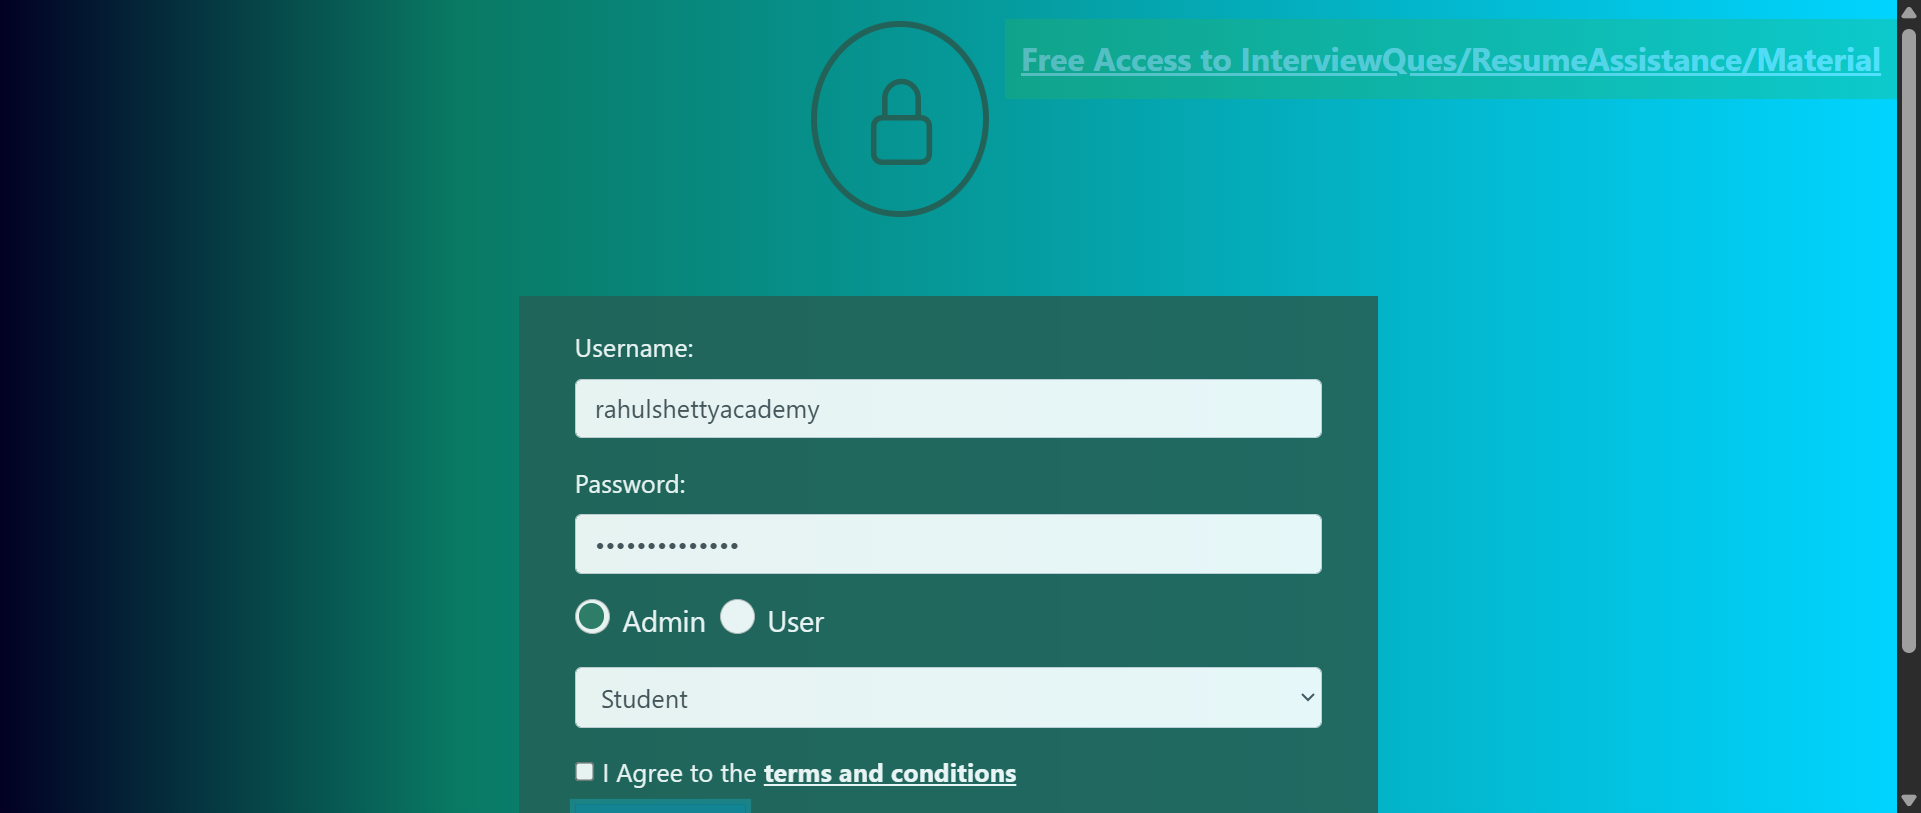 Free Access to InterviewQues/ResumeAssistance/Material
Username:
rahulshettyacademy
Password:
••••••••••••••
Admin User
Student
I Agree to the terms and conditions